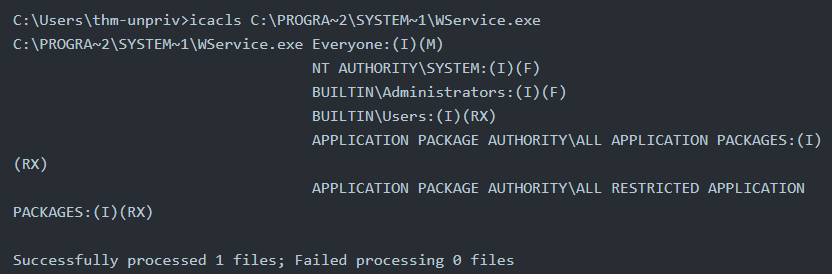 C:\Users\thm-unpriv>icacls C:\PROGRA~2\SYSTEM~1\WService.exe
C:\PROGRA~2\SYSTEM~1\WService.exe Everyone:(I)(M)
NT AUTHORITY\SYSTEM:(I)(F)
BUILTIN\Administrators:(I)(F)
BUILTIN\Users:(I)(RX)
APPLICATION PACKAGE AUTHORITY\ALL APPLICATION PACKAGES:(I)
(RX)
APPLICATION PACKAGE AUTHORITY\ALL RESTRICTED APPLICATION
PACKAGES:(I)(RX)
Successfully processed 1 files; Failed processing 0 files